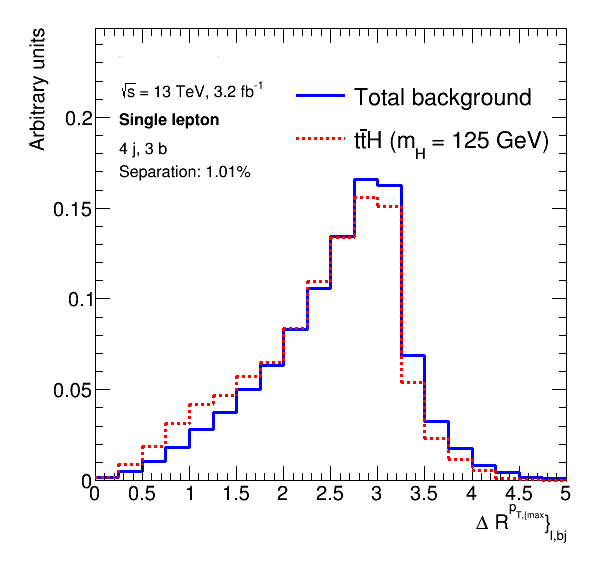 Arbitrary units
√s = 13 TeV, 3.2 fb⁻¹
Single lepton
4 j, 3 b
Separation: 1.01%
Total background
tt̄H (m_H = 125 GeV)
0.2
0.15
0.1
0.05
0
0 0.5 1 1.5 2 2.5 3 3.5 4 4.5 5
Δ R^{p_{T,{max}}}_{l,bj}